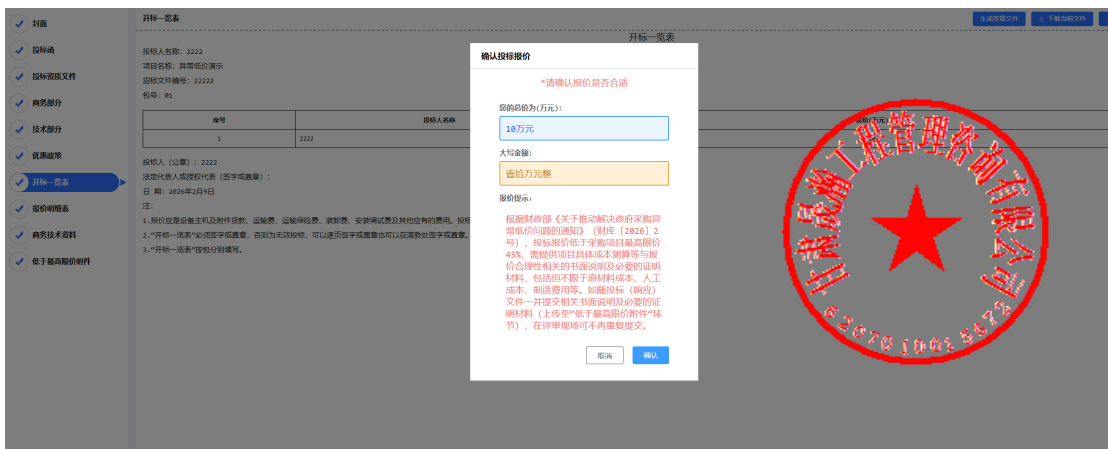 封面
投标函
投标资质文件
商务部分
技术部分
优惠政策
开标一览表
报价明细表
商务技术资料
低于最高限价附件
开标一览表
生成签章文件
下载当前文件
开标一览表
投标人名称：2222
项目名称：异常低价演示
招标文件编号：22222
包号：01
序号
投标人名称
1
2222
投标人（公章）：2222
法定代表人或授权代表（签字或盖章）：
日 期：2026年2月9日
注：
1.报价应是设备主机及附件货款、运输费、运输保险费、装卸费、安装调试费及其他应有的费用。投标
2."开标一览表"必须签字或盖章，否则为无效投标，可以逐页签字或盖章也可以在落款处签字或盖章。
3."开标一览表"按包分别填写。
确认投标报价
*请确认报价是否合适
您的总价为(万元)：
10万元
大写金额：
壹拾万元整
报价提示：
根据财政部《关于推动解决政府采购异
常低价问题的通知》（财库〔2026〕2
号），投标报价低于采购项目最高限价
45%，需提供项目具体成本测算等与报
价合理性相关的书面说明及必要的证明
材料，包括但不限于原材料成本、人工
成本、制造费用等。如随投标（响应）
文件一并提交相关书面说明及必要的证
明材料（上传至"低于最高限价附件"环
节），在评审现场可不再重复提交。
取消
确认